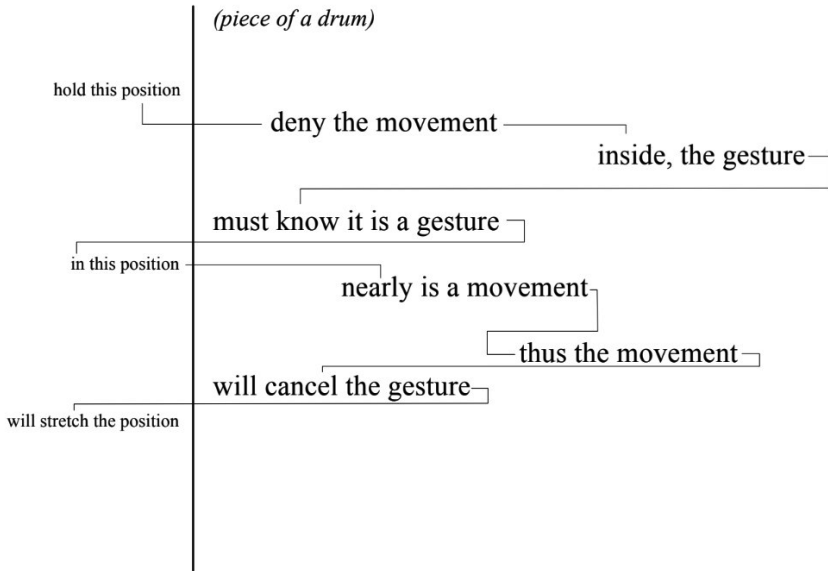 (piece of a drum)
hold this position
deny the movement
inside, the gesture
must know it is a gesture
in this position
nearly is a movement
thus the movement
will cancel the gesture
will stretch the position